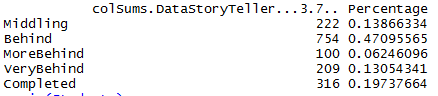 colSums.DataStoryTeller...3.7.. Percentage
Middling 222 0.13866334
Behind 754 0.47095565
MoreBehind 100 0.06246096
VeryBehind 209 0.13054341
Completed 316 0.19737664